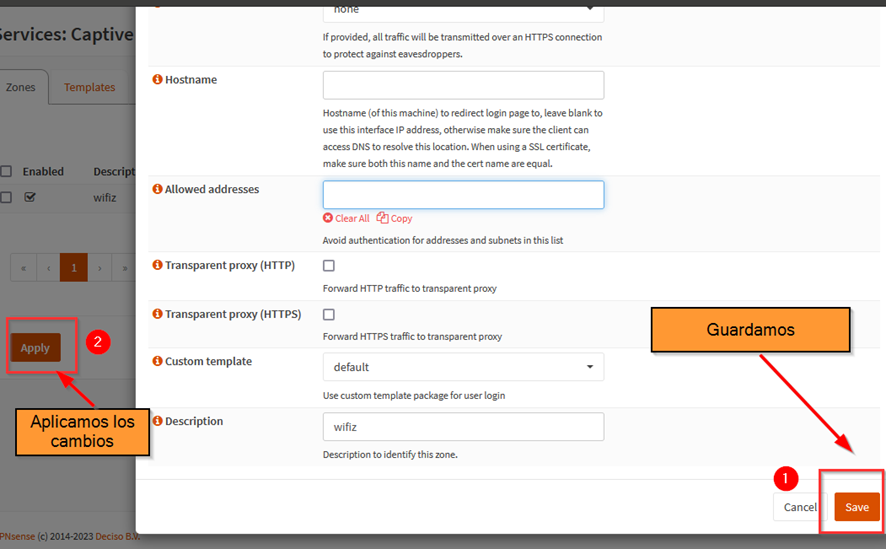 Services: Captive
Zones
Templates
Enabled
Descript
wifiz
«
‹
1
›
»
Apply
2
Aplicamos los
cambios
PNsense (c) 2014-2023 Deciso B.V.
none
If provided, all traffic will be transmitted over an HTTPS connection
to protect against eavesdroppers.
Hostname
Hostname (of this machine) to redirect login page to, leave blank to
use this interface IP address, otherwise make sure the client can
access DNS to resolve this location. When using a SSL certificate,
make sure both this name and the cert name are equal.
Allowed addresses
Clear All Copy
Avoid authentication for addresses and subnets in this list
Transparent proxy (HTTP)
Forward HTTP traffic to transparent proxy
Transparent proxy (HTTPS)
Forward HTTPS traffic to transparent proxy
Custom template
default
Use custom template package for user login
Description
wifiz
Description to identify this zone.
Guardamos
1
Cancel
Save